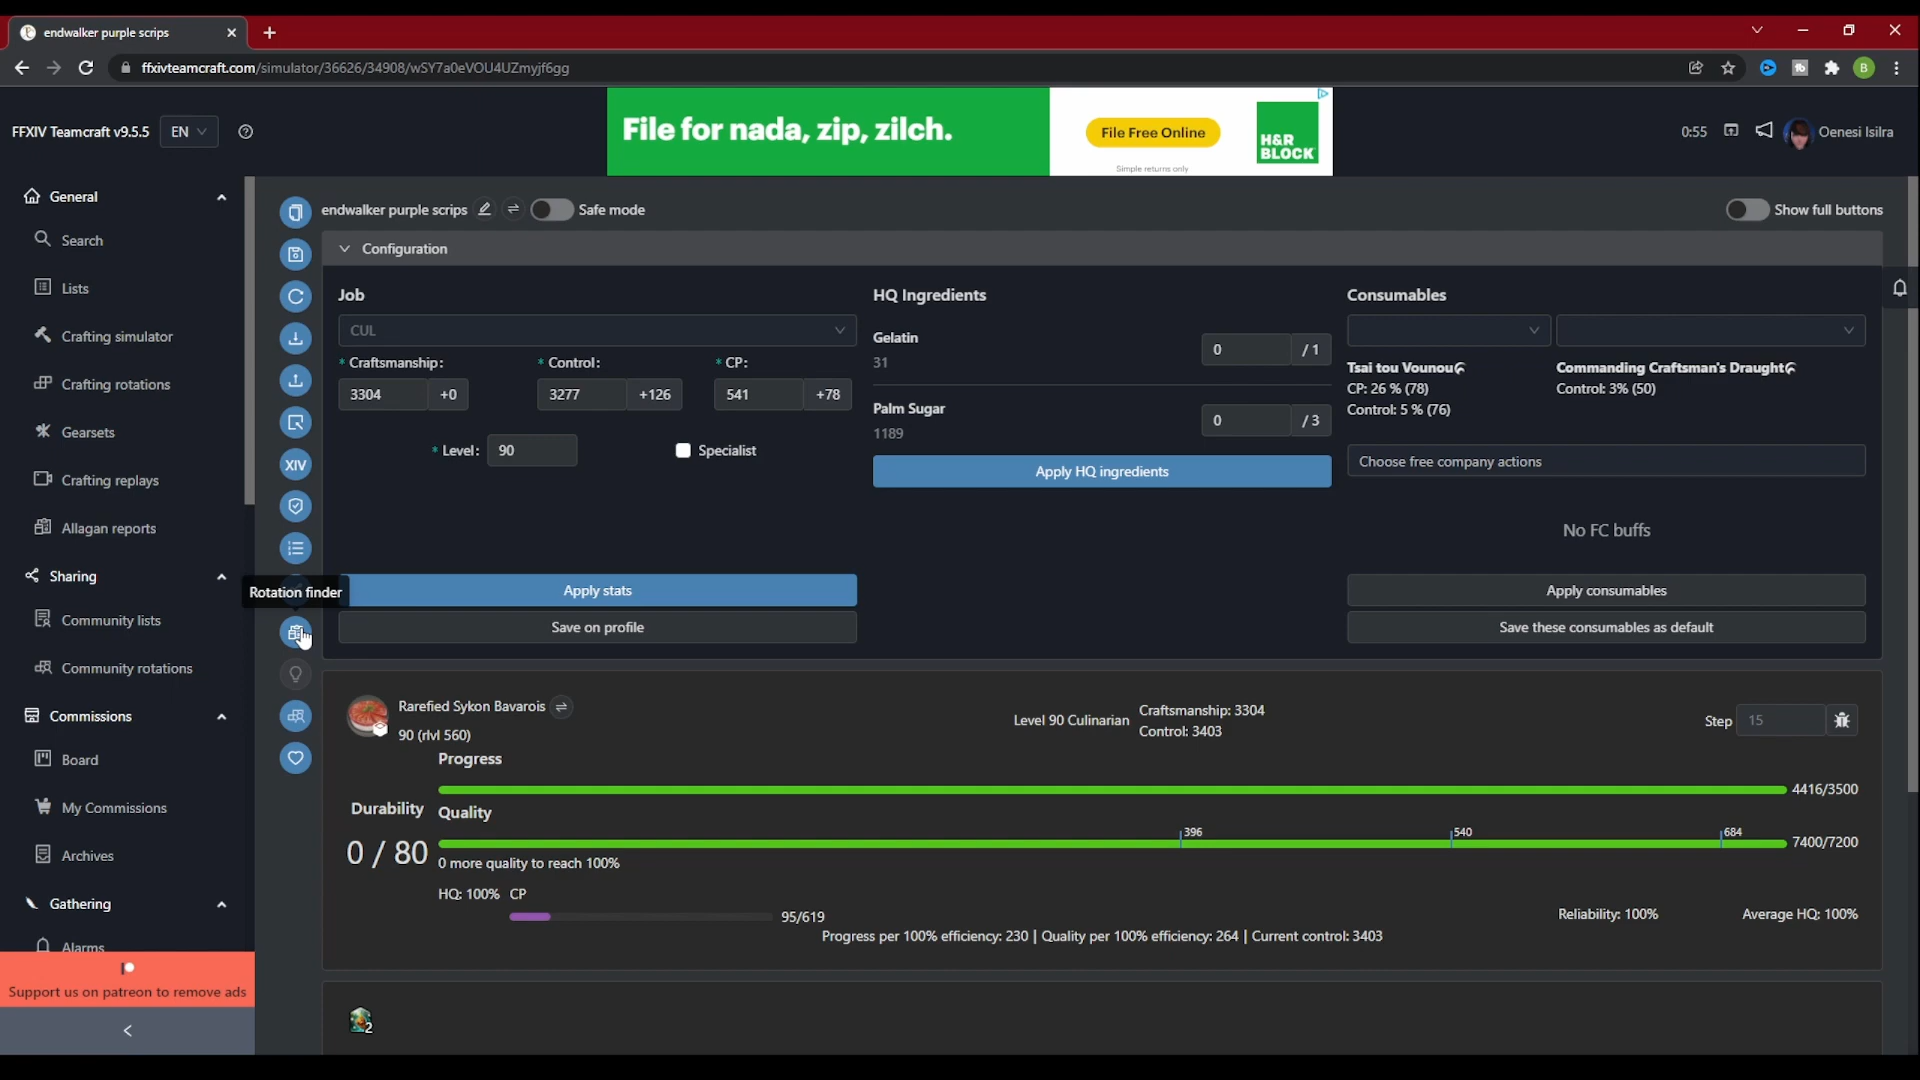 endwalker purple scrips
ffxivteamcraft.com/simulator/36626/34908/wSY7a0eVOU4UZmyjf6gg
B
FFXIV Teamcraft v9.5.5
EN
File for nada, zip, zilch.
File Free Online
Simple returns only
H&R
BLOCK
0:55
Oenesi Isilra
General
Search
Lists
Crafting simulator
Crafting rotations
Gearsets
Crafting replays
Allagan reports
Sharing
Community lists
Community rotations
Commissions
Board
My Commissions
Archives
Gathering
Alarms
Support us on patreon to remove ads
XIV
Rotation finder
endwalker purple scrips
Safe mode
Show full buttons
Configuration
Job
CUL
* Craftsmanship:
* Control:
* CP:
3304 +0
3277 +126
541 +78
* Level: 90
Specialist
Apply stats
Save on profile
HQ Ingredients
Gelatin
31
0 / 1
Palm Sugar
1189
0 / 3
Apply HQ ingredients
Consumables
Tsai tou Vounou
CP: 26 % (78)
Control: 5 % (76)
Commanding Craftsman's Draught
Control: 3% (50)
Choose free company actions
No FC buffs
Apply consumables
Save these consumables as default
Rarefied Sykon Bavarois
90 (rlvl 560)
Level 90 Culinarian
Craftsmanship: 3304
Control: 3403
Step 15
Progress
4416/3500
Durability
0 / 80
Quality
396 540 684
7400/7200
0 more quality to reach 100%
HQ: 100% CP
95/619
Reliability: 100%
Average HQ: 100%
Progress per 100% efficiency: 230 | Quality per 100% efficiency: 264 | Current control: 3403
2